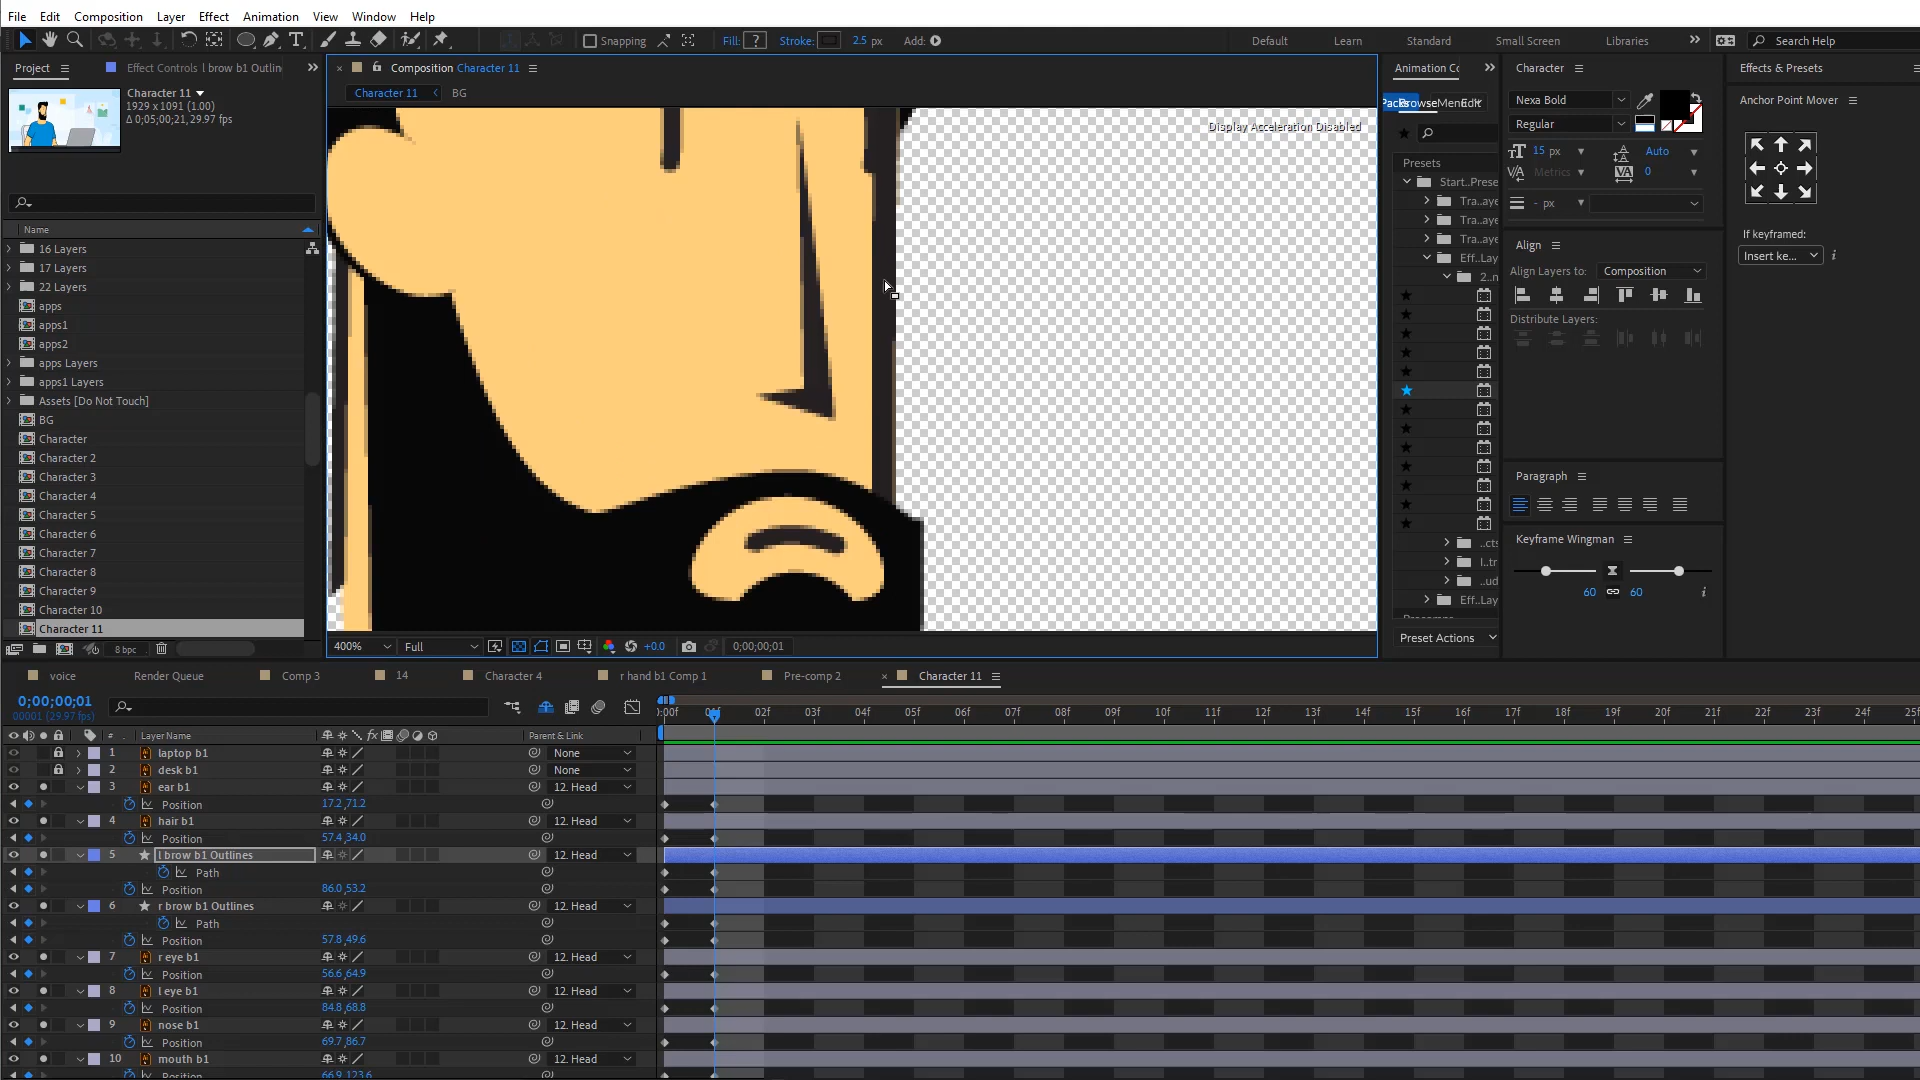 File Edit Composition Layer Effect Animation View Window Help
Snapping Fill: ? Stroke: 2.5 px Add: Default Learn Standard Small Screen Libraries Search Help
Project Effect Controls l brow b1 Outlin
Character 11
1929 x 1091 (1.00)
Δ 0;05;00;21, 29.97 fps
Name
16 Layers
17 Layers
22 Layers
apps
apps1
apps2
apps Layers
apps1 Layers
Assets [Do Not Touch]
BG
Character
Character 2
Character 3
Character 4
Character 5
Character 6
Character 7
Character 8
Character 9
Character 10
Character 11
8 bpc
Composition Character 11
Character 11 BG
Display Acceleration Disabled
400% Full +0.0 0;00;00;01
Animation Cc
Browse Menu Edit
Presets
Start..Prese
Tra..aye
Tra..aye
Tra..aye
Eff..Lay
2..n
..cts
l..tr
..ud
Eff..Lay
Preset Actions
Character
Nexa Bold
Regular
15 px Auto
Metrics 0
- px
Align
Align Layers to: Composition
Distribute Layers:
Paragraph
Keyframe Wingman
60 60
Effects & Presets
Anchor Point Mover
If keyframed:
Insert ke...
voice Render Queue Comp 3 14 Character 4 r hand b1 Comp 1 Pre-comp 2 Character 11
0;00;00;01
00001 (29.97 fps)
:00f 02f 03f 04f 05f 06f 07f 08f 09f 10f 11f 12f 13f 14f 15f 16f 17f 18f 19f 20f 21f 22f 23f 24f 25f
# Layer Name Parent & Link
1 laptop b1 None
2 desk b1 None
3 ear b1 12. Head
Position 17.2,71.2
4 hair b1 12. Head
Position 57.4,34.0
5 l brow b1 Outlines 12. Head
Path
Position 86.0,53.2
6 r brow b1 Outlines 12. Head
Path
Position 57.8,49.6
7 r eye b1 12. Head
Position 56.6,64.9
8 l eye b1 12. Head
Position 84.8,68.8
9 nose b1 12. Head
Position 69.7,86.7
10 mouth b1 12. Head
Position 66.9,123.6